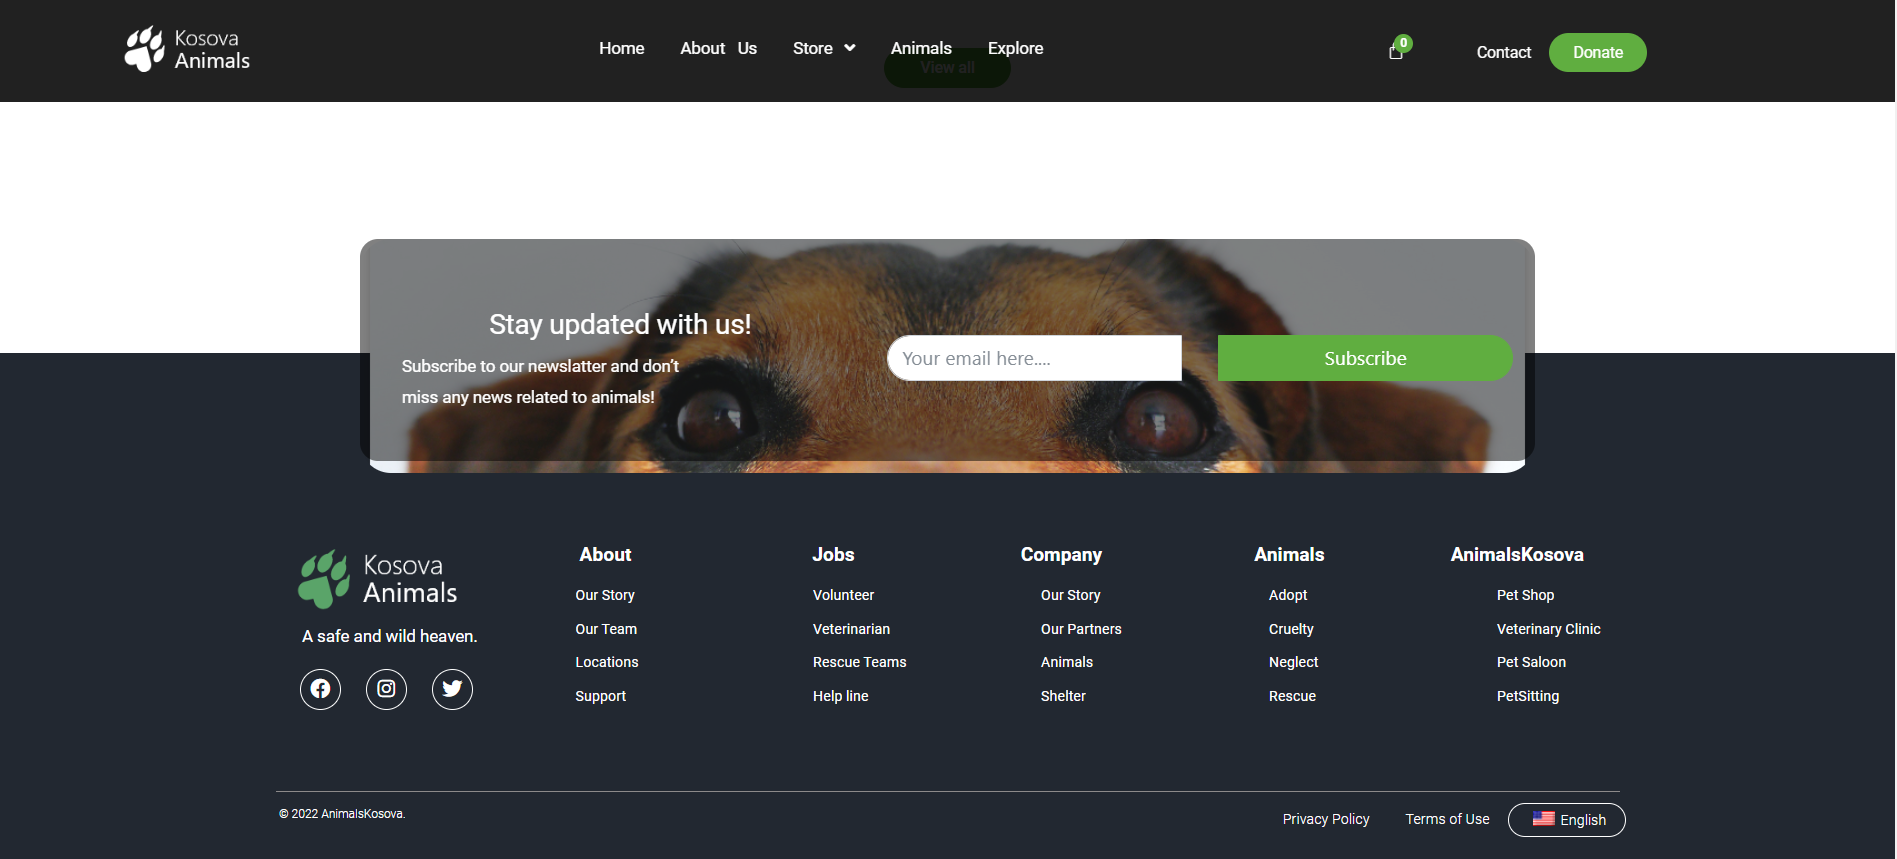 Kosova
Animals
Home
About Us
Store
Animals
Explore
View all
0
Contact
Donate
Stay updated with us!
Subscribe to our newslatter and don't
miss any news related to animals!
Your email here....
Subscribe
Kosova
Animals
A safe and wild heaven.
About
Our Story
Our Team
Locations
Support
Jobs
Volunteer
Veterinarian
Rescue Teams
Help line
Company
Our Story
Our Partners
Animals
Shelter
Animals
Adopt
Cruelty
Neglect
Rescue
AnimalsKosova
Pet Shop
Veterinary Clinic
Pet Saloon
PetSitting
© 2022 AnimalsKosova.
Privacy Policy
Terms of Use
English